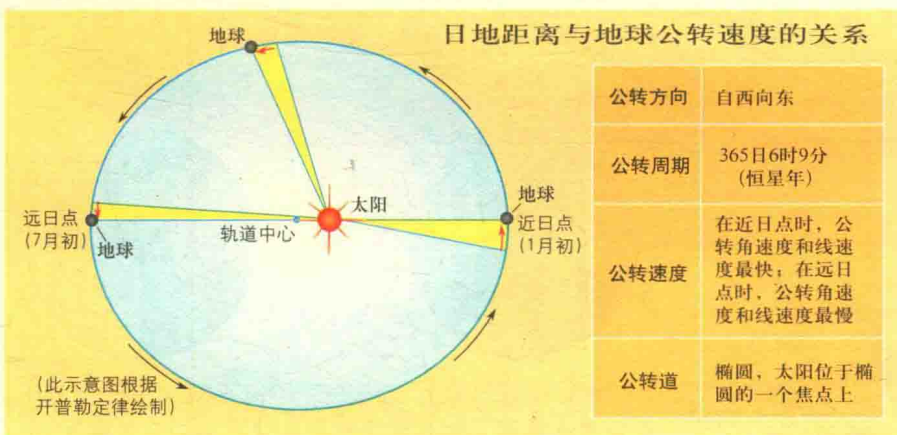 日地距离与地球公转速度的关系
地球
太阳
地球
近日点
(1月初)
远日点
(7月初)
地球
轨道中心
(此示意图根据
开普勒定律绘制)
公转方向
自西向东
公转周期
365日6时9分
(恒星年)
公转速度
在近日点时，公
转角速度和线速
度最快；在远日
点时，公转角速
度和线速度最慢
公转道
椭圆，太阳位于椭
圆的一个焦点上